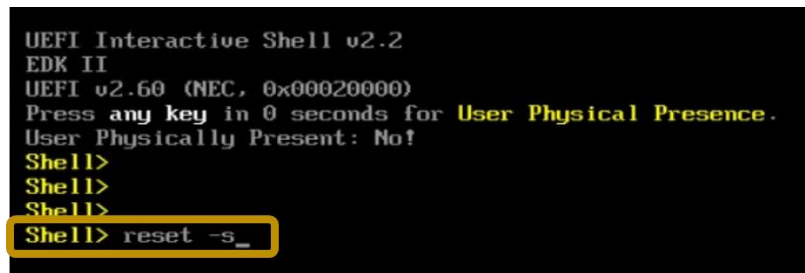 UEFI Interactive Shell v2.2
EDK II
UEFI v2.60 (NEC, 0x00020000)
Press any key in 0 seconds for User Physical Presence.
User Physically Present: No!
Shell>
Shell>
Shell>
Shell> reset -s_